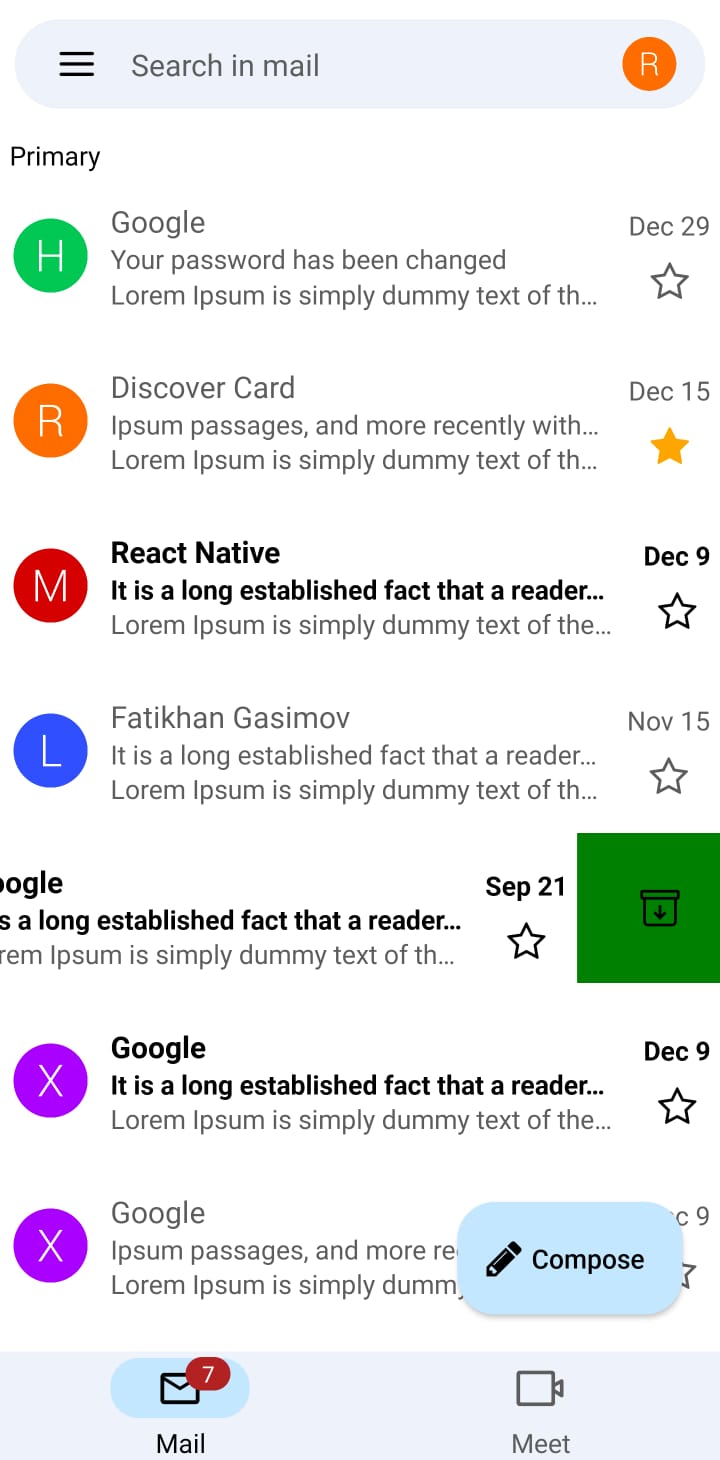 Search in mail
R
Primary
H
Google
Dec 29
Your password has been changed
Lorem Ipsum is simply dummy text of th...
R
Discover Card
Dec 15
Ipsum passages, and more recently with...
Lorem Ipsum is simply dummy text of th...
M
React Native
Dec 9
It is a long established fact that a reader...
Lorem Ipsum is simply dummy text of the...
L
Fatikhan Gasimov
Nov 15
It is a long established fact that a reader...
Lorem Ipsum is simply dummy text of th...
oogle
Sep 21
s a long established fact that a reader...
rem Ipsum is simply dummy text of th...
X
Google
Dec 9
It is a long established fact that a reader...
Lorem Ipsum is simply dummy text of the...
X
Google
c 9
Ipsum passages, and more re
Lorem Ipsum is simply dummy
Compose
7
Mail
Meet